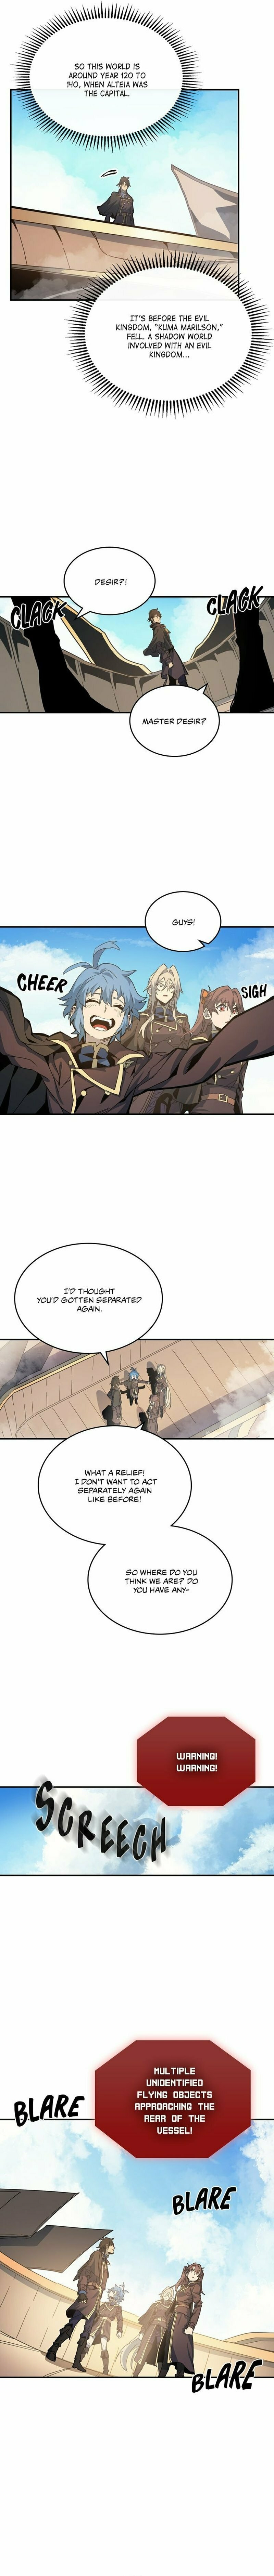 SO THIS WORLD IS
AROUND YEAR 120 TO
140, WHEN ALTEIA WAS
THE CAPITAL.
IT'S BEFORE THE EVIL
KINGDOM, "KUMA MARILSON,"
FELL. A SHADOW WORLD
INVOLVED WITH AN EVIL
KINGDOM...
DESIR?!
CLACK
CLACK
MASTER DESIR?
GUYS!
CHEER
SIGH
I'D THOUGHT
YOU'D GOTTEN SEPARATED
AGAIN.
WHAT A RELIEF!
I DON'T WANT TO ACT
SEPARATELY AGAIN
LIKE BEFORE!
SO WHERE DO YOU
THINK WE ARE? DO
YOU HAVE ANY-
WARNING!
WARNING!
SCREECH
MULTIPLE
UNIDENTIFIED
FLYING OBJECTS
APPROACHING THE
REAR OF THE
VESSEL!
BLARE
BLARE
BLARE